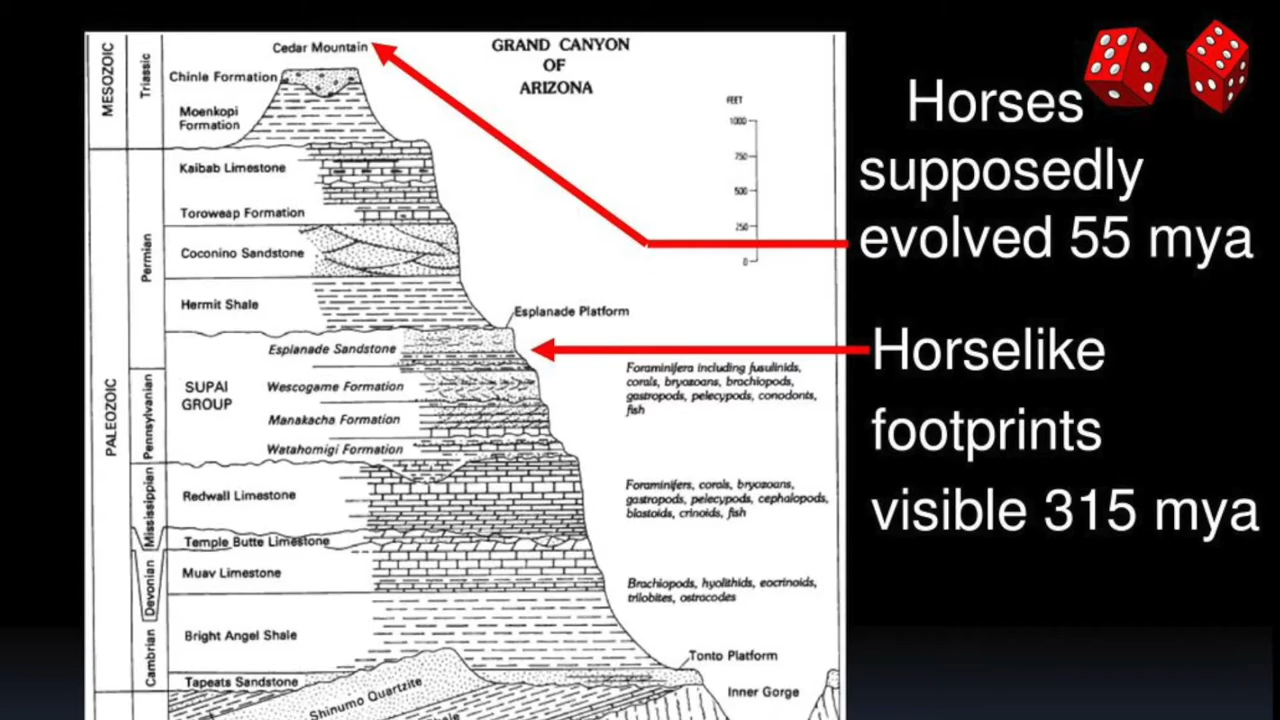 GRAND CANYON
OF
ARIZONA
MESOZOIC
Triassic
Cedar Mountain
Chinle Formation
Moenkopi
Formation
FEET
1000
750
500
250
0
PALEOZOIC
Permian
Kaibab Limestone
Toroweap Formation
Coconino Sandstone
Hermit Shale
Esplanade Platform
Esplanade Sandstone
SUPAI
GROUP
Pennsylvanian
Wescogame Formation
Manakacha Formation
Watahomigi Formation
Foraminifera including fusulinids,
corals, bryozoans, brachiopods,
gastropods, pelecypods, conodonts,
fish
Mississippian
Redwall Limestone
Foraminifers, corals, bryozoans,
gastropods, pelecypods, cephalopods,
blastoids, crinoids, fish
Temple Butte Limestone
Devonian
Muav Limestone
Brachiopods, hyolithids, eocrinoids,
trilobites, ostracodes
Cambrian
Bright Angel Shale
Tonto Platform
Tapeats Sandstone
Inner Gorge
Shinumo Quartzite
Horses
supposedly
evolved 55 mya
Horselike
footprints
visible 315 mya